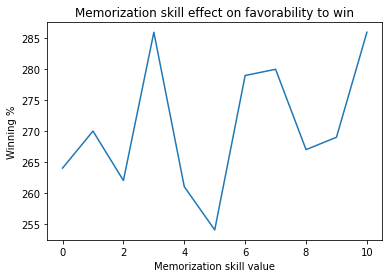 Memorization skill effect on favorability to win
285
280
275
270
265
260
255
Winning %
0 2 4 6 8 10
Memorization skill value